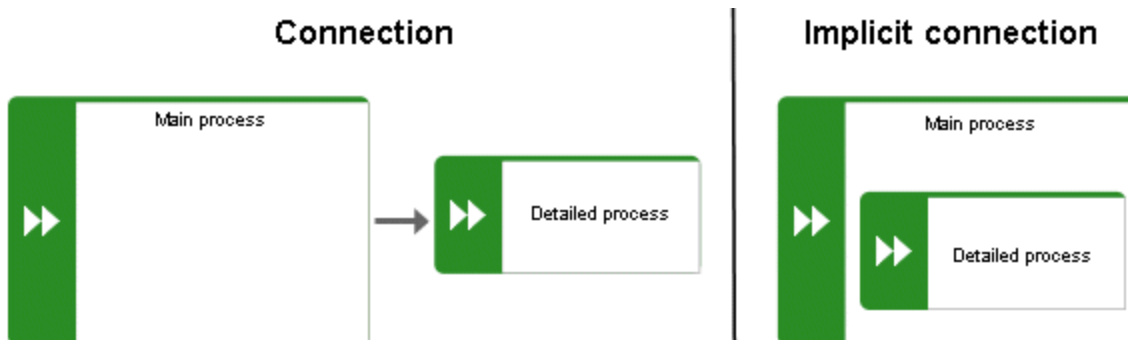 Connection
Implicit connection
Main process
Main process
Detailed process
Detailed process